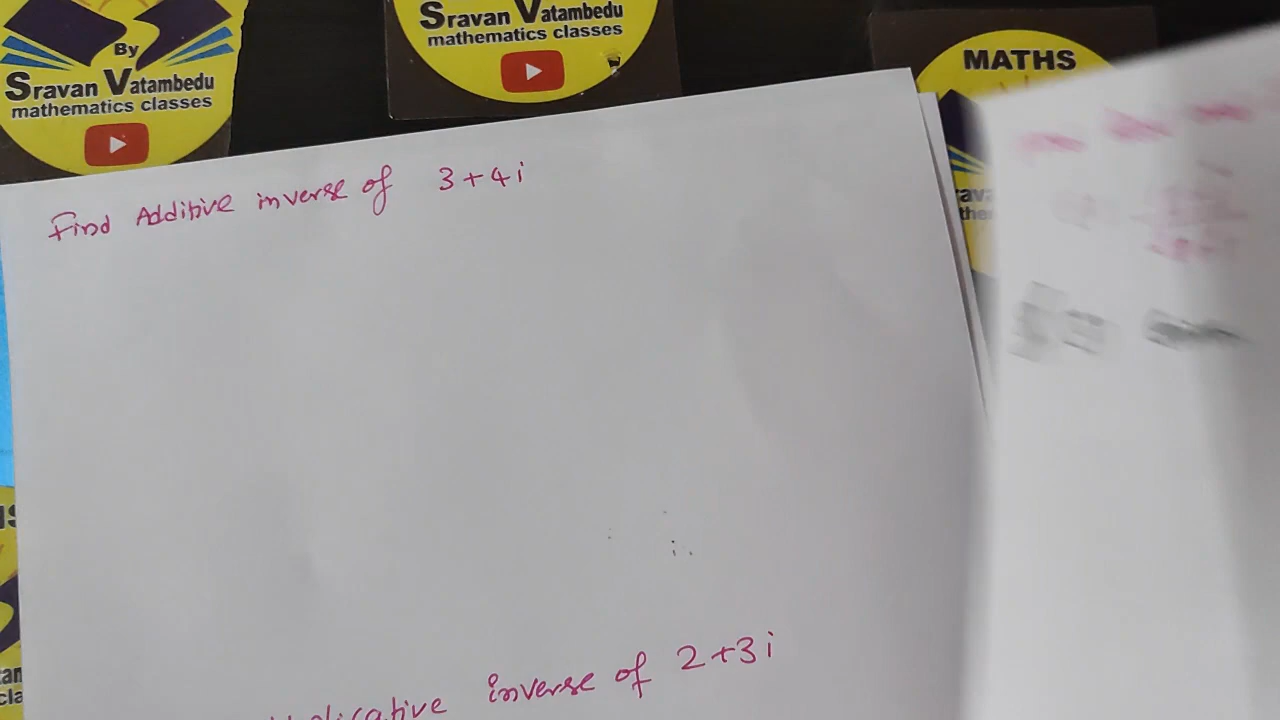 By
Sravan Vatambedu
mathematics classes
Sravan Vatambedu
mathematics classes
MATHS
Find Additive inverse of 3+4i
inverse of 2+3i